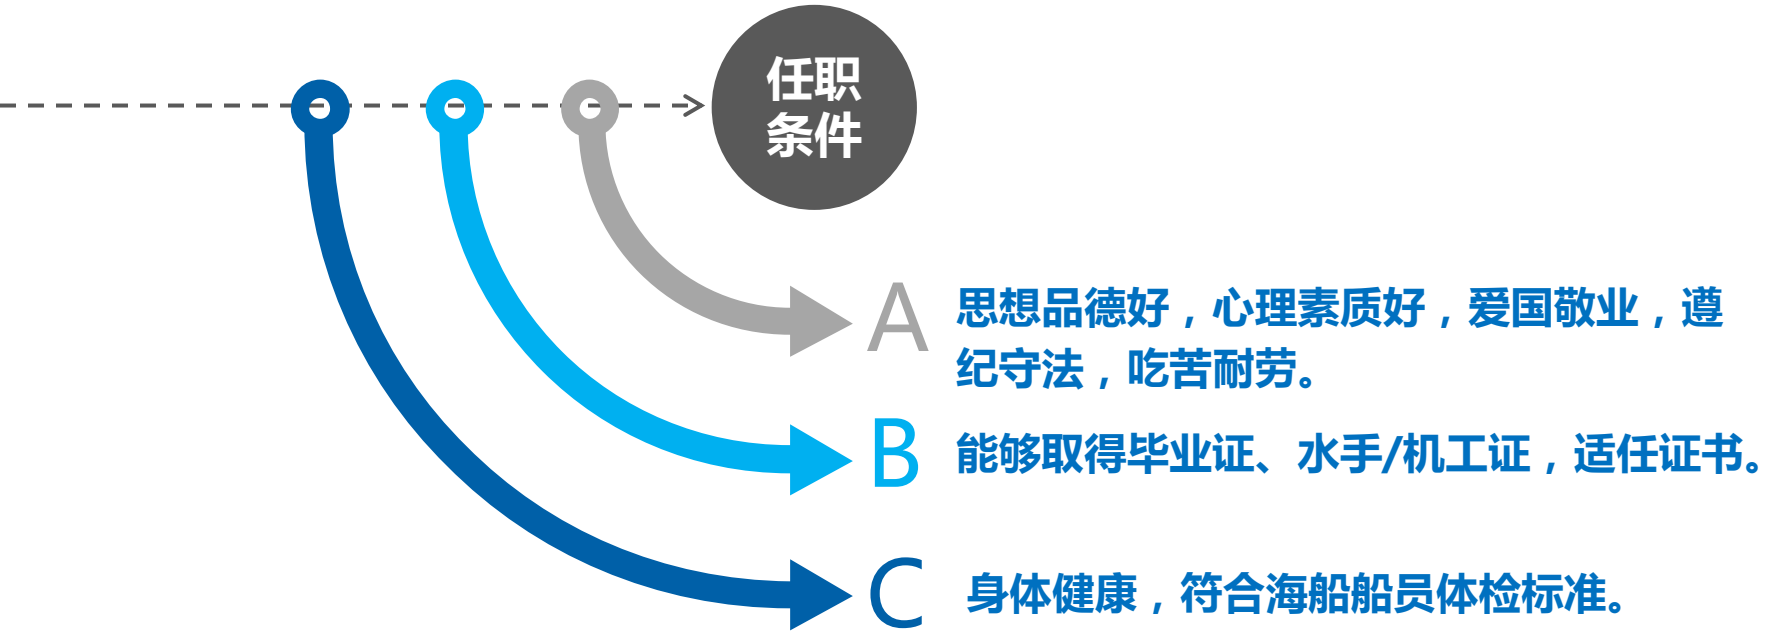 任职
条件
A
思想品德好，心理素质好，爱国敬业，遵
纪守法，吃苦耐劳。
B
能够取得毕业证、水手/机工证，适任证书。
C
身体健康，符合海船船员体检标准。